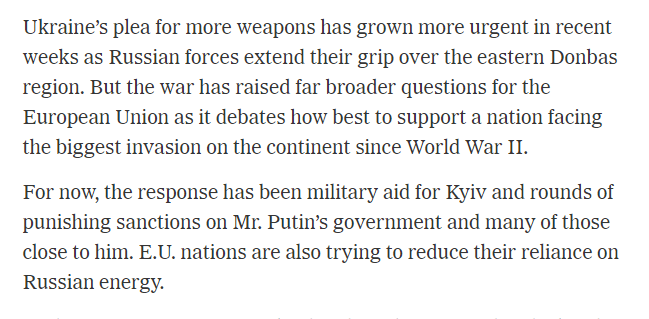 Ukraine’s plea for more weapons has grown more urgent in recent
weeks as Russian forces extend their grip over the eastern Donbas
region. But the war has raised far broader questions for the
European Union as it debates how best to support a nation facing
the biggest invasion on the continent since World War II.
For now, the response has been military aid for Kyiv and rounds of
punishing sanctions on Mr. Putin’s government and many of those
close to him. E.U. nations are also trying to reduce their reliance on
Russian energy.